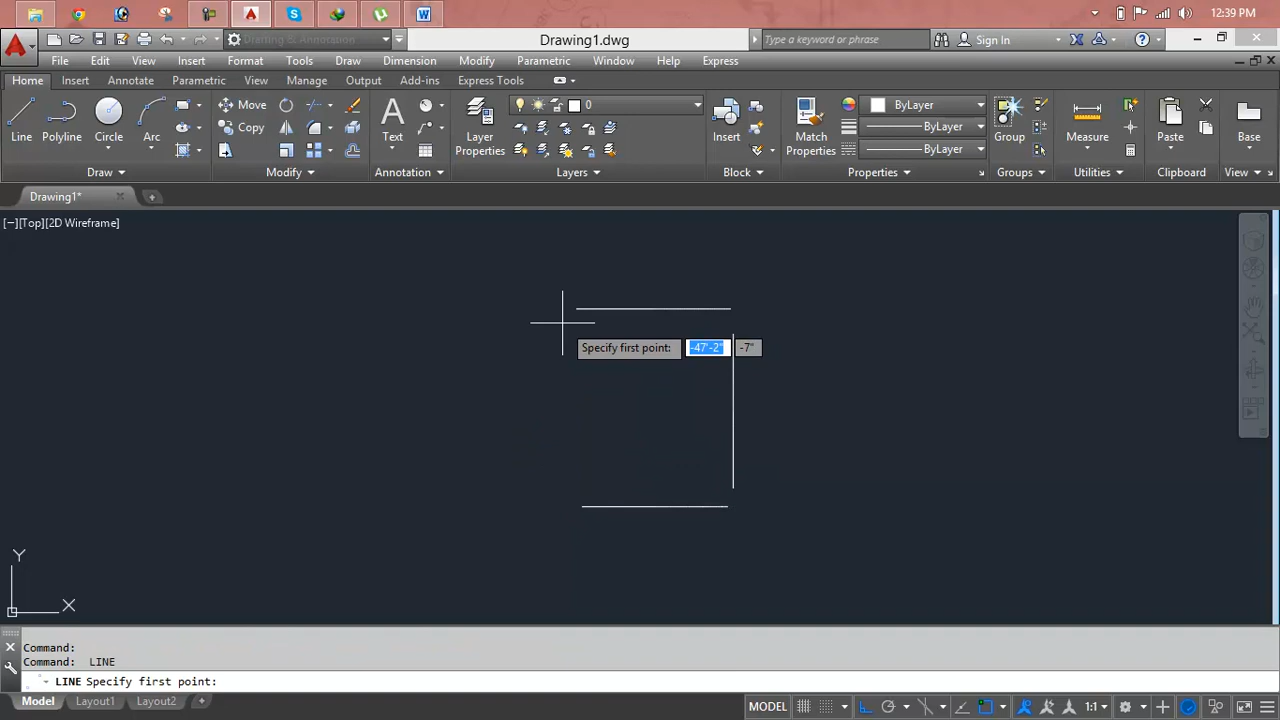 12:39 PM
Drafting & Annotation
Drawing1.dwg
Type a keyword or phrase
Sign In
File Edit View Insert Format Tools Draw Dimension Modify Parametric Window Help Express
Home Insert Annotate Parametric View Manage Output Add-ins Express Tools
Line Polyline Circle Arc
Move
Copy
Text
Layer Properties
0
Insert
Match Properties
ByLayer
ByLayer
ByLayer
Group
Measure
Paste
Base
Draw Modify Annotation Layers Block Properties Groups Utilities Clipboard View
Drawing1*
[−][Top][2D Wireframe]
Specify first point: -47'-2" -7"
Y
X
Command:
Command: LINE
LINE Specify first point:
Model Layout1 Layout2
MODEL 1:1